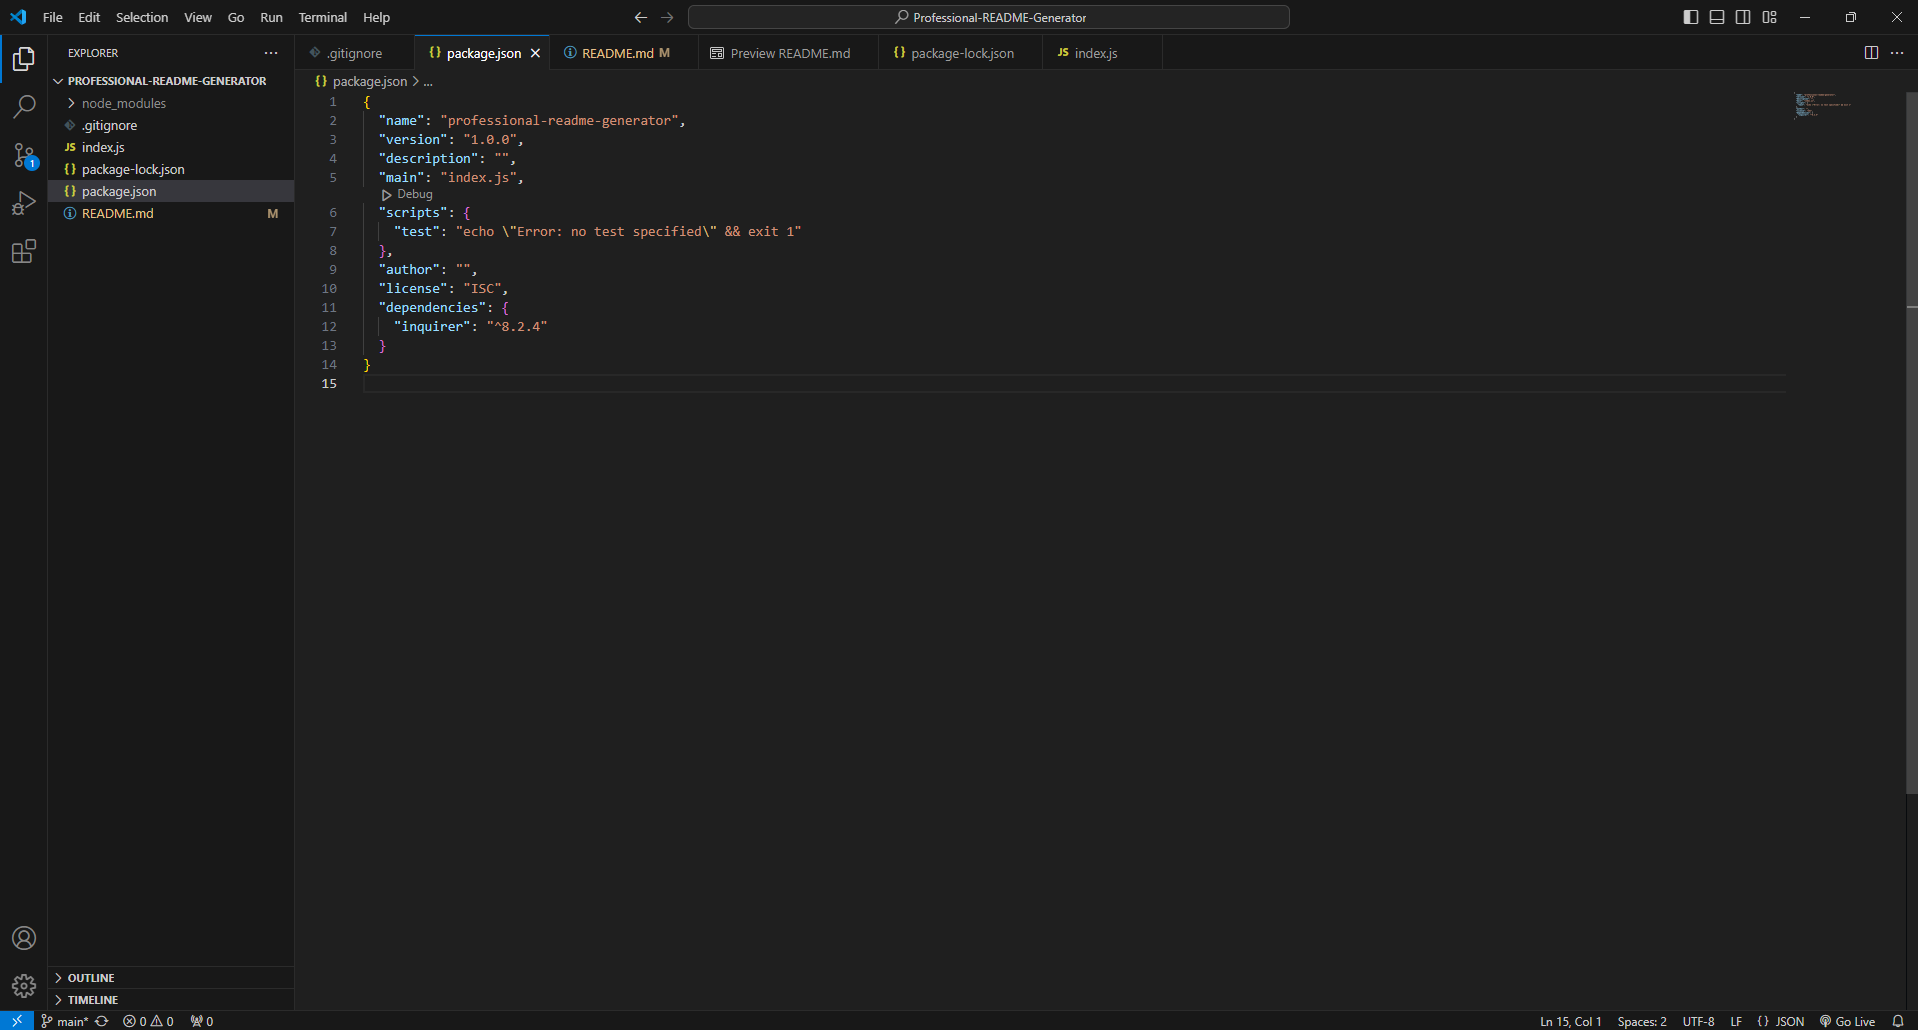 File Edit Selection View Go Run Terminal Help
Professional-README-Generator
EXPLORER
PROFESSIONAL-README-GENERATOR
node_modules
.gitignore
index.js
package-lock.json
package.json
README.md M
1
OUTLINE
TIMELINE
.gitignore package.json README.md M Preview README.md package-lock.json JS index.js
package.json > ...
1 {
2 "name": "professional-readme-generator",
3 "version": "1.0.0",
4 "description": "",
5 "main": "index.js",
Debug
6 "scripts": {
7 "test": "echo \"Error: no test specified\" && exit 1"
8 },
9 "author": "",
10 "license": "ISC",
11 "dependencies": {
12 "inquirer": "^8.2.4"
13 }
14 }
15
main* 0 0 0 Ln 15, Col 1 Spaces: 2 UTF-8 LF {} JSON Go Live